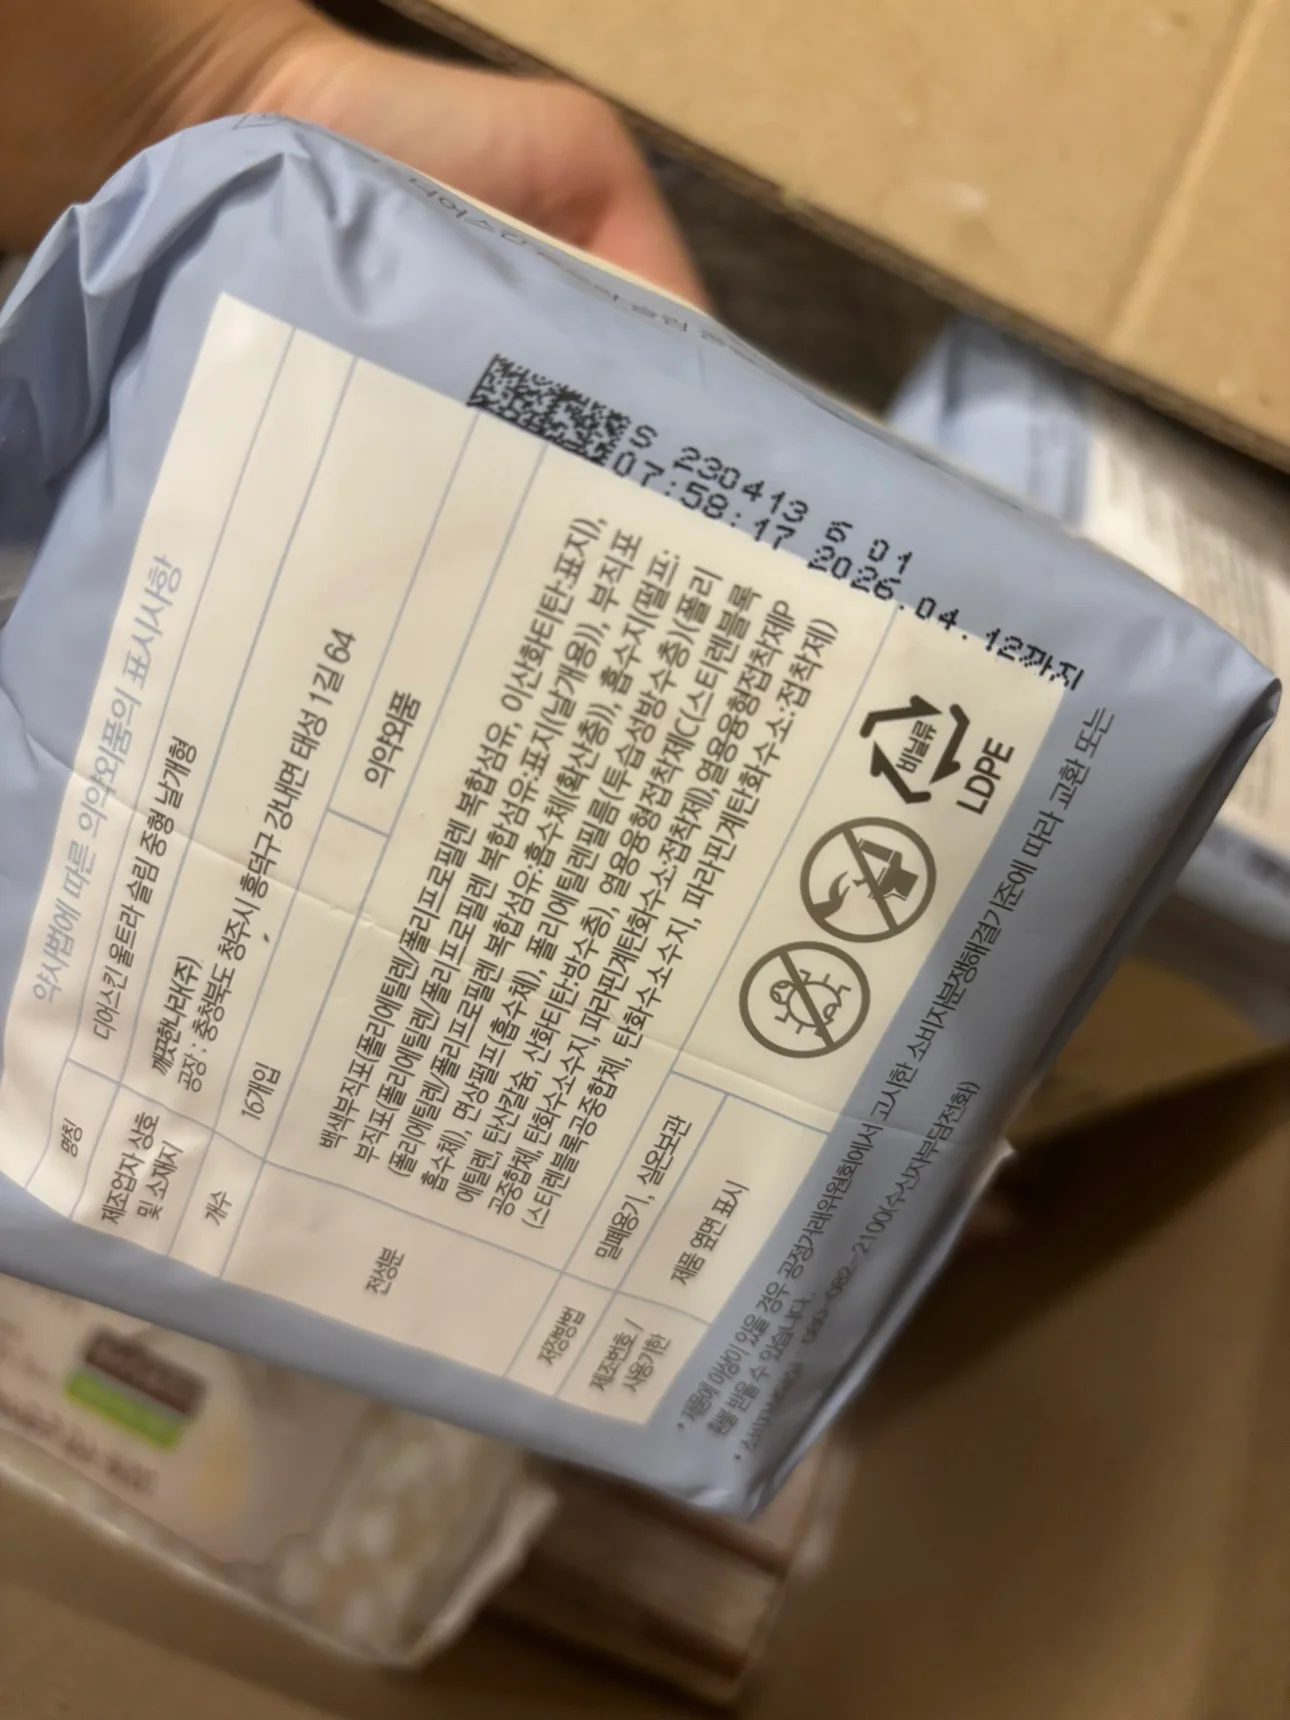 S 230413 6 01
07:58:17 2026.04.12까지
약사법에 따른 의약외품의 표시사항
명칭
디어스킨 울트라 슬림 중형 날개형
제조업자 상호
및 소재지
깨끗한나라(주)
공장 : 충청북도 청주시 흥덕구 강내면 태성 1길 64
개수
16개입
의약외품
전성분
백색부직포(폴리에틸렌/폴리프로필렌 복합섬유, 이산화티탄:표지),
부직포(폴리에틸렌/폴리프로필렌 복합섬유:표지(날개용)), 부직포
(폴리에틸렌/폴리프로필렌 복합섬유:흡수체(확산층)), 흡수지(펄프:
흡수체), 면상펄프(흡수체), 폴리에틸렌필름(투습성방수층)(폴리
에틸렌, 탄산칼슘, 산화티탄:방수층), 열용융형접착제C(스티렌블록
공중합체, 탄화수소수지, 파라핀계탄화수소:접착제),열용융형접착제P
(스티렌블록공중합체, 탄화수소수지, 파라핀계탄화수소:접착제)
저장방법
밀폐용기, 실온보관
제조번호 /
사용기한
제품 옆면 표시
비닐류
LDPE
• 제품에 이상이 있을 경우 공정거래위원회에서 고시한 소비자분쟁해결기준에 따라 교환 또는
환불 받을 수 있습니다.
-082-2100(수신자부담전화)